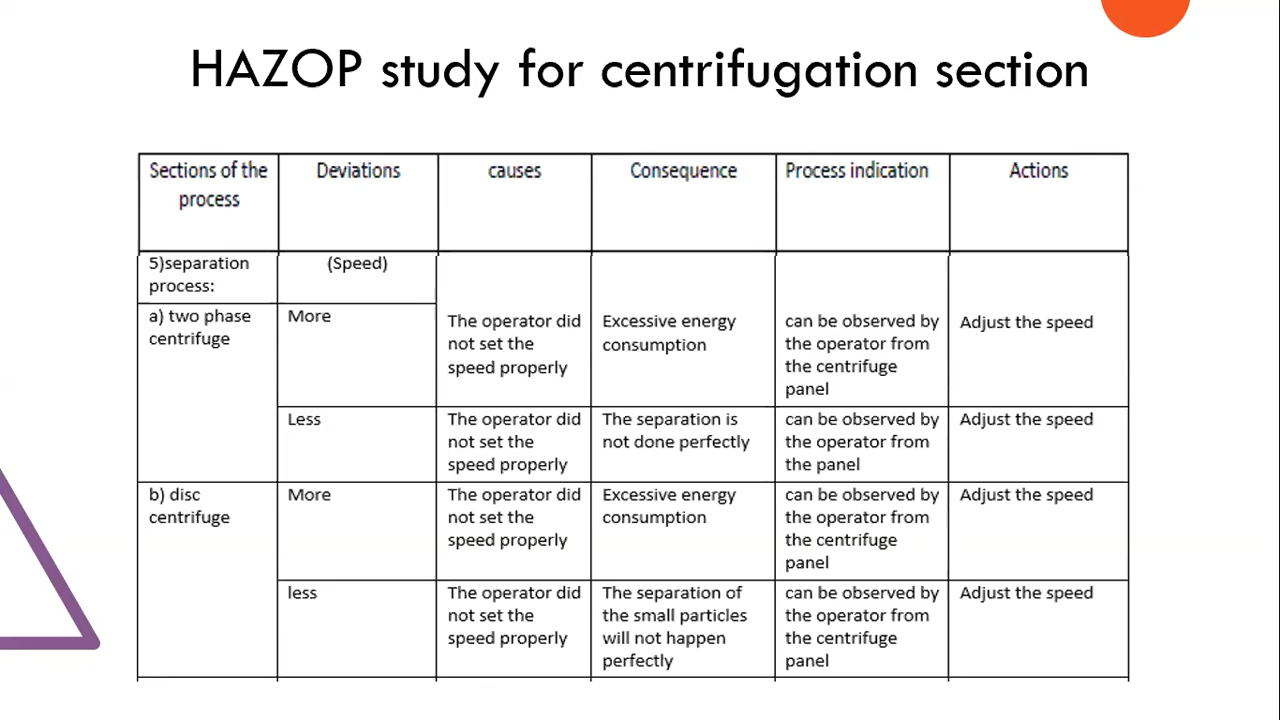 HAZOP study for centrifugation section
Sections of the
process
Deviations
causes
Consequence
Process indication
Actions
5)separation
process:
(Speed)
a) two phase
centrifuge
More
The operator did
not set the
speed properly
Excessive energy
consumption
can be observed by
the operator from
the centrifuge
panel
Adjust the speed
Less
The operator did
not set the
speed properly
The separation is
not done perfectly
can be observed by
the operator from
the panel
Adjust the speed
b) disc
centrifuge
More
The operator did
not set the
speed properly
Excessive energy
consumption
can be observed by
the operator from
the centrifuge
panel
Adjust the speed
less
The operator did
not set the
speed properly
The separation of
the small particles
will not happen
perfectly
can be observed by
the operator from
the centrifuge
panel
Adjust the speed